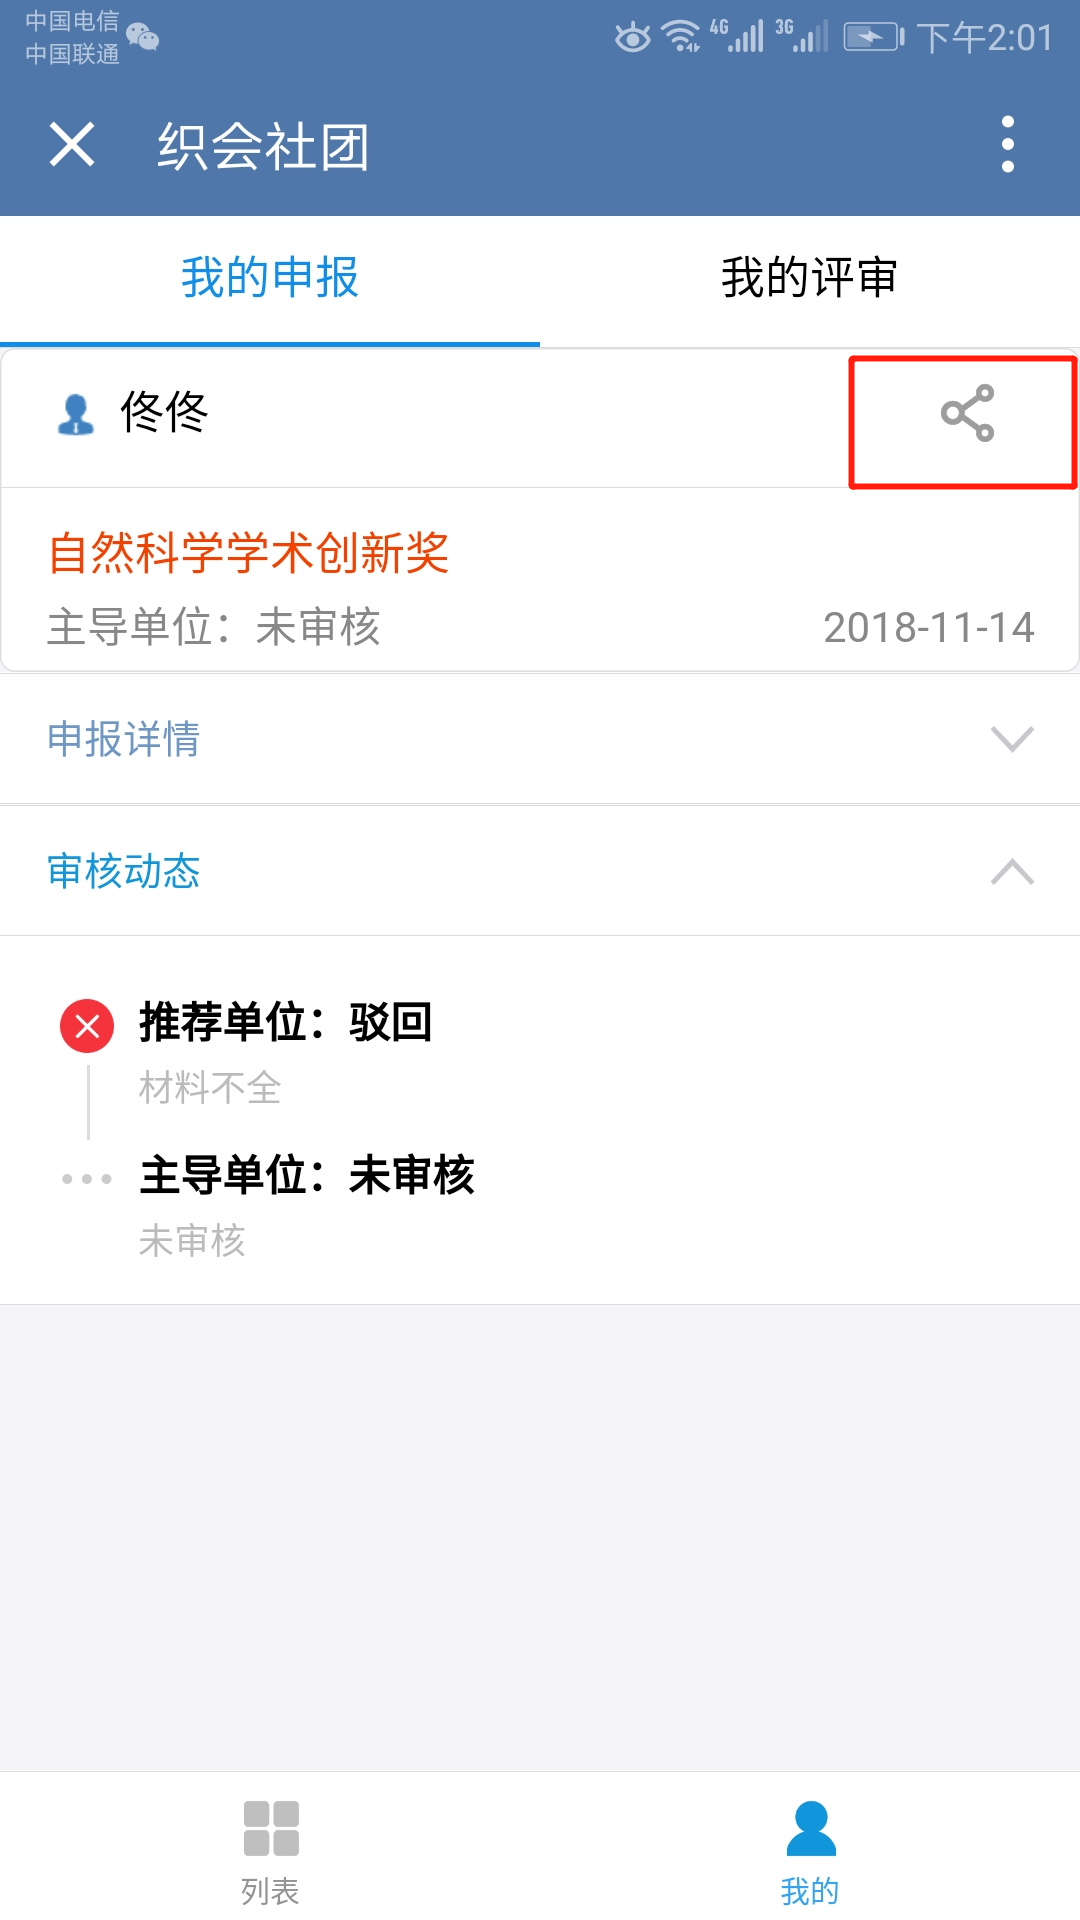 中国电信
中国联通
4G 3G 下午2:01
织会社团
我的申报 我的评审
佟佟
自然科学学术创新奖
主导单位：未审核 2018-11-14
申报详情
审核动态
推荐单位：驳回
材料不全
主导单位：未审核
未审核
列表 我的